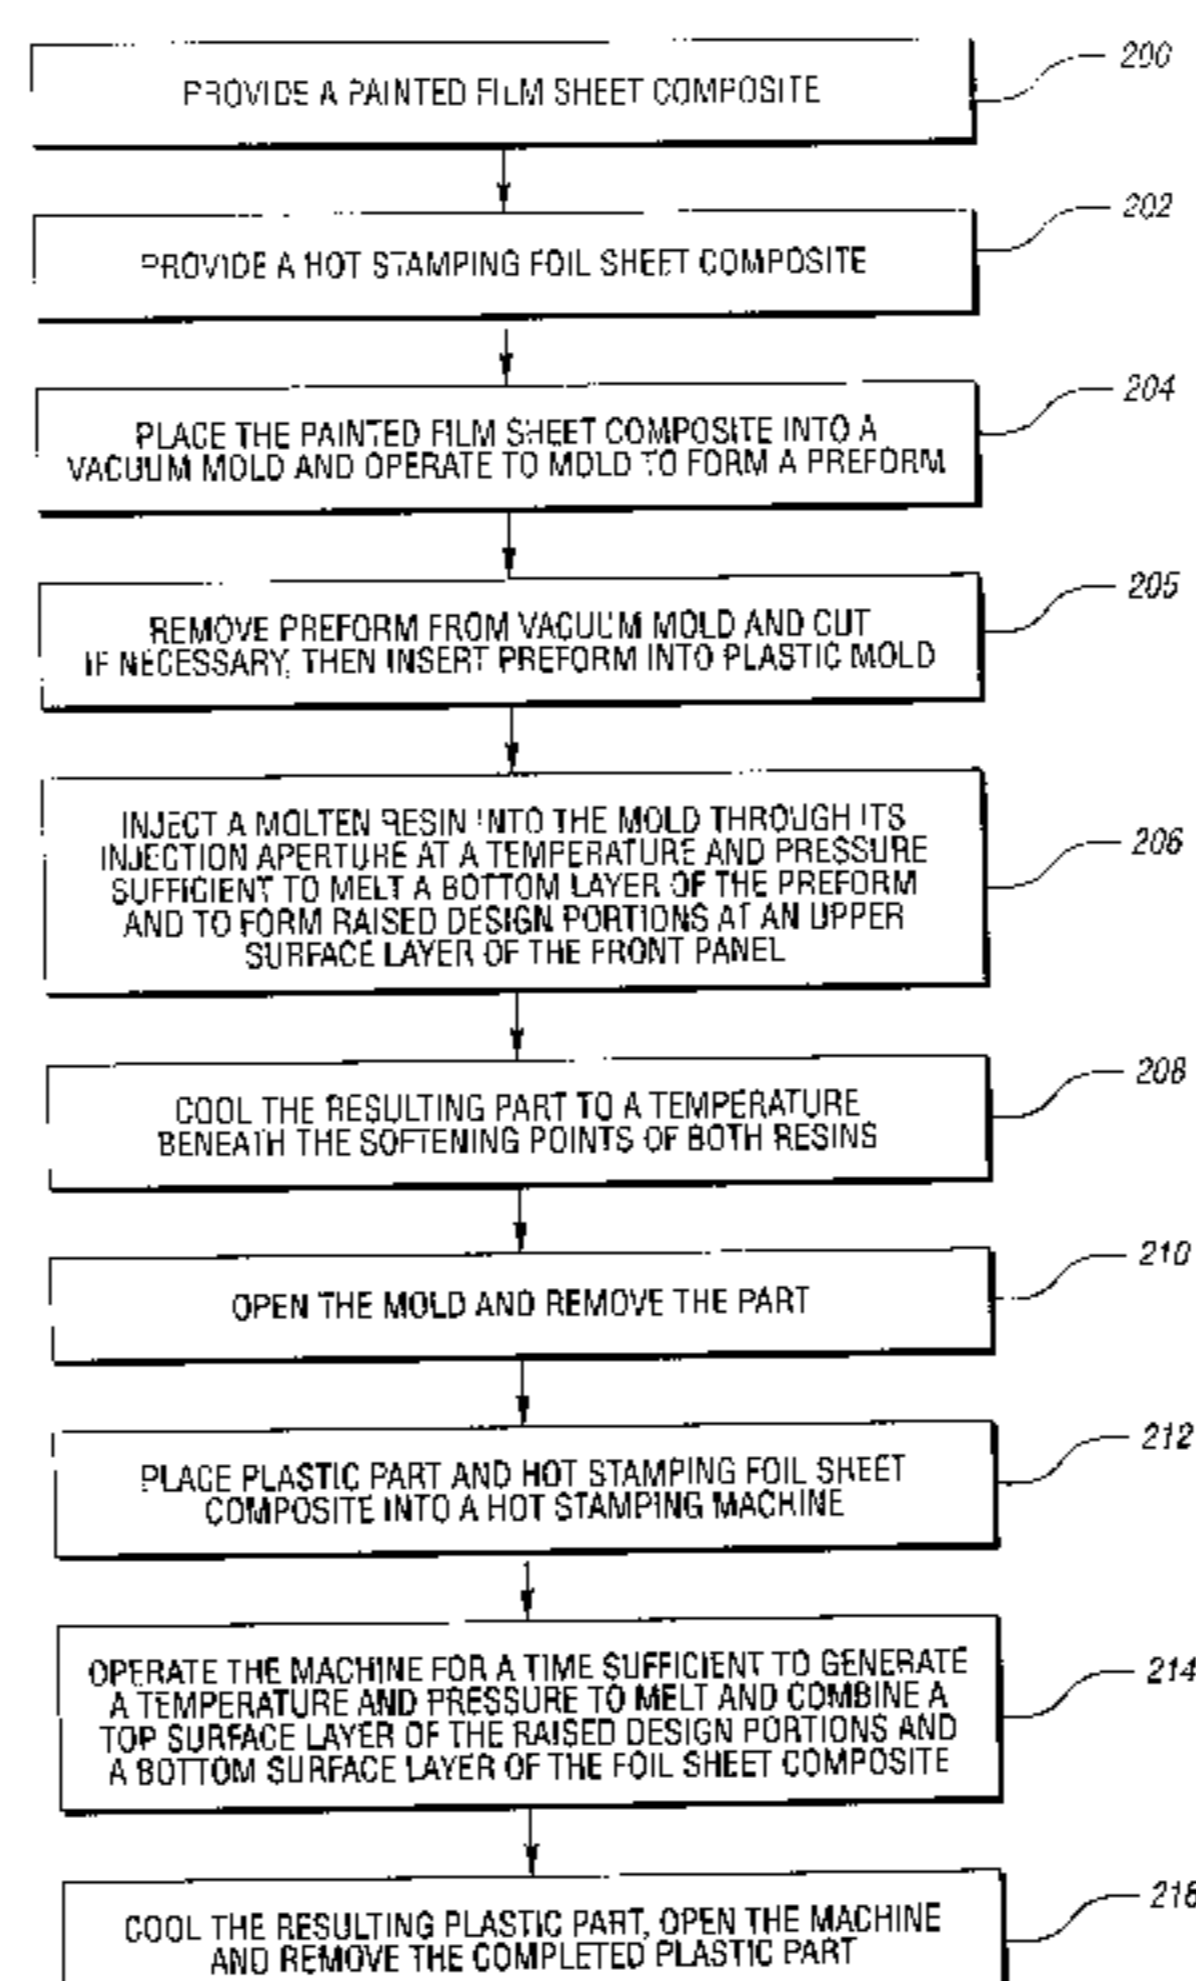 PROVIDE A PAINTED FILM SHEET COMPOSITE
200
PROVIDE A HOT STAMPING FOIL SHEET COMPOSITE
202
PLACE THE PAINTED FILM SHEET COMPOSITE INTO A
VACUUM MOLD AND OPERATE TO MOLD TO FORM A PREFORM
204
REMOVE PREFORM FROM VACUUM MOLD AND CUT
IF NECESSARY, THEN INSERT PREFORM INTO PLASTIC MOLD
205
INJECT A MOLTEN RESIN INTO THE MOLD THROUGH ITS
INJECTION APERTURE AT A TEMPERATURE AND PRESSURE
SUFFICIENT TO MELT A BOTTOM LAYER OF THE PREFORM
AND TO FORM RAISED DESIGN PORTIONS AT AN UPPER
SURFACE LAYER OF THE FRONT PANEL
206
COOL THE RESULTING PART TO A TEMPERATURE
BENEATH THE SOFTENING POINTS OF BOTH RESINS
208
OPEN THE MOLD AND REMOVE THE PART
210
PLACE PLASTIC PART AND HOT STAMPING FOIL SHEET
COMPOSITE INTO A HOT STAMPING MACHINE
212
OPERATE THE MACHINE FOR A TIME SUFFICIENT TO GENERATE
A TEMPERATURE AND PRESSURE TO MELT AND COMBINE A
TOP SURFACE LAYER OF THE RAISED DESIGN PORTIONS AND
A BOTTOM SURFACE LAYER OF THE FOIL SHEET COMPOSITE
214
COOL THE RESULTING PLASTIC PART, OPEN THE MACHINE
AND REMOVE THE COMPLETED PLASTIC PART
216